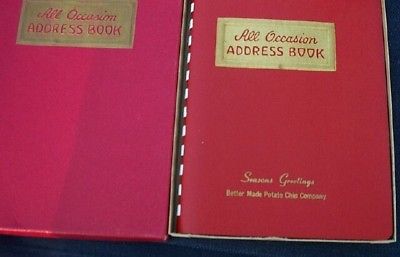 All Occasion
ADDRESS BOOK
All Occasion
ADDRESS BOOK
Seasons Greetings
Better Made Potato Chip Company